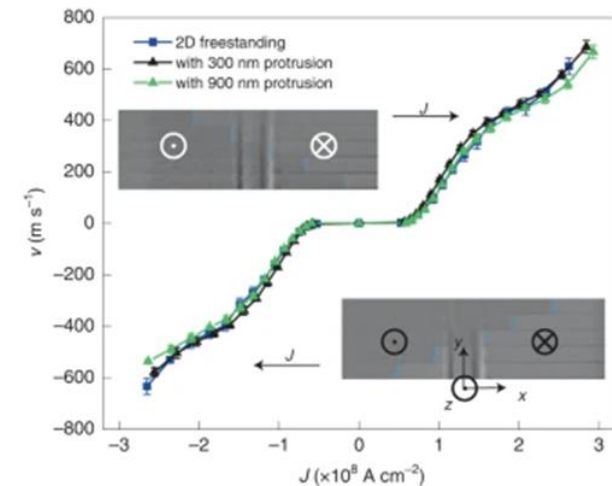 800
600
400
200
0
−200
−400
−600
−800
v (m s⁻¹)
2D freestanding
with 300 nm protrusion
with 900 nm protrusion
J
J
y
z
x
−3 −2 −1 0 1 2 3
J (×10⁸ A cm⁻²)